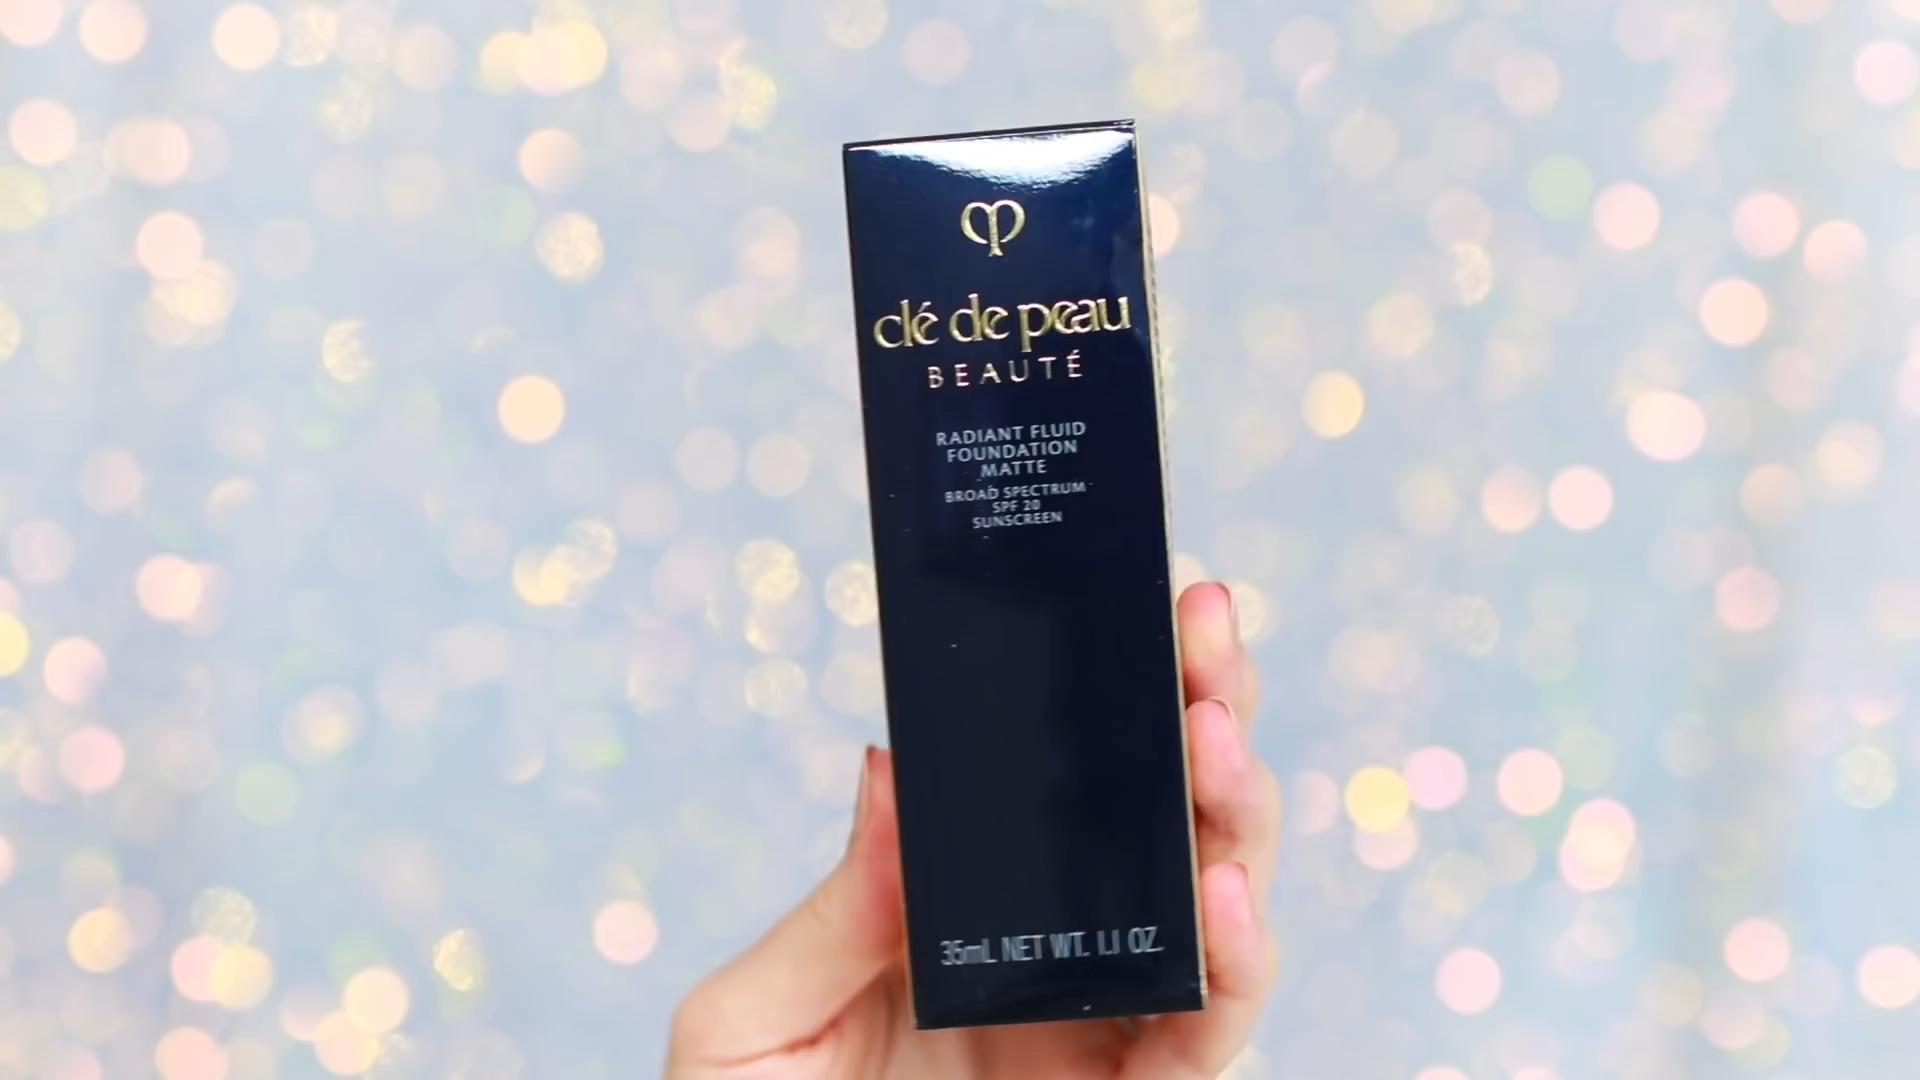 clé de peau
BEAUTÉ
RADIANT FLUID
FOUNDATION
MATTE
BROAD SPECTRUM
SPF 20
SUNSCREEN
35mL NET WT. 1.1 OZ.